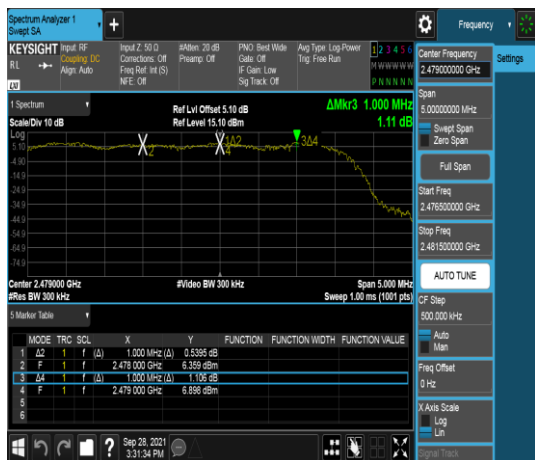 Spectrum Analyzer 1
Swept SA
Frequency
KEYSIGHT
RL
Input: RF
Coupling: DC
Align: Auto
Input Z: 50 Ω
Corrections: Off
Freq Ref: Int (S)
NFE: Off
#Atten: 20 dB
Preamp: Off
PNO: Best Wide
Gate: Off
IF Gain: Low
Sig Track: Off
Avg Type: Log-Power
Trig: Free Run
1 2 3 4 5 6
M W W W W W
P N N N N N
Center Frequency
2.479000000 GHz
Settings
Span
5.00000000 MHz
Swept Span
Zero Span
Full Span
Start Freq
2.476500000 GHz
Stop Freq
2.481500000 GHz
AUTO TUNE
CF Step
500.000 kHz
Auto
Man
Freq Offset
0 Hz
X Axis Scale
Log
Lin
Signal Track
1 Spectrum
Scale/Div 10 dB
Ref Lvl Offset 5.10 dB
Ref Level 15.10 dBm
ΔMkr3 1.000 MHz
1.11 dB
Log
5.10
-4.90
-14.9
-24.9
-34.9
-44.9
-54.9
-64.9
-74.9
2
1Δ2
4
3Δ4
Center 2.479000 GHz
#Res BW 300 kHz
#Video BW 300 kHz
Span 5.000 MHz
Sweep 1.00 ms (1001 pts)
5 Marker Table
MODE TRC SCL X Y FUNCTION FUNCTION WIDTH FUNCTION VALUE
1 Δ2 1 f (Δ) 1.000 MHz (Δ) 0.5395 dB
2 F 1 f 2.478 000 GHz 6.359 dBm
3 Δ4 1 f (Δ) 1.000 MHz (Δ) 1.106 dB
4 F 1 f 2.479 000 GHz 6.898 dBm
5
6
Sep 28, 2021
3:31:34 PM